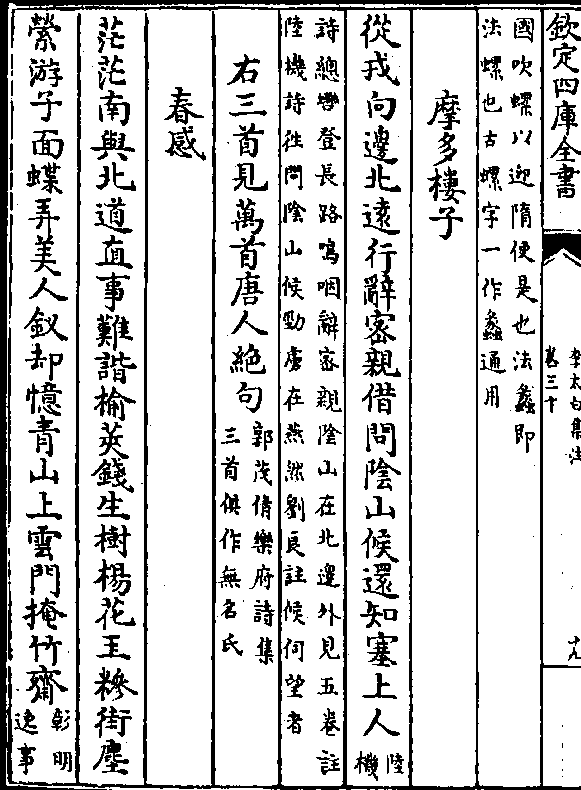 欽定四庫全書
李太白集注
卷三十
十九
國吹螺以迎隋使是也法蠡即
法螺也古螺字一作蠡通用
摩多樓子
從戎向邊北遠行辭密親借問陰山候還知塞上人
陸
機
詩總轡登長路嗚咽辭密親陰山在北邊外見五卷註
陸機詩徃問陰山候勁虜在燕然劉良註候伺望者
右三首見萬首唐人絶句
郭茂倩樂府詩集
三首俱作無名氏
春感
茫茫南與北道直事難諧榆莢錢生樹楊花玉糝街塵
縈游子面蝶弄美人釵却憶青山上雲門掩竹齋
彰明
逸事